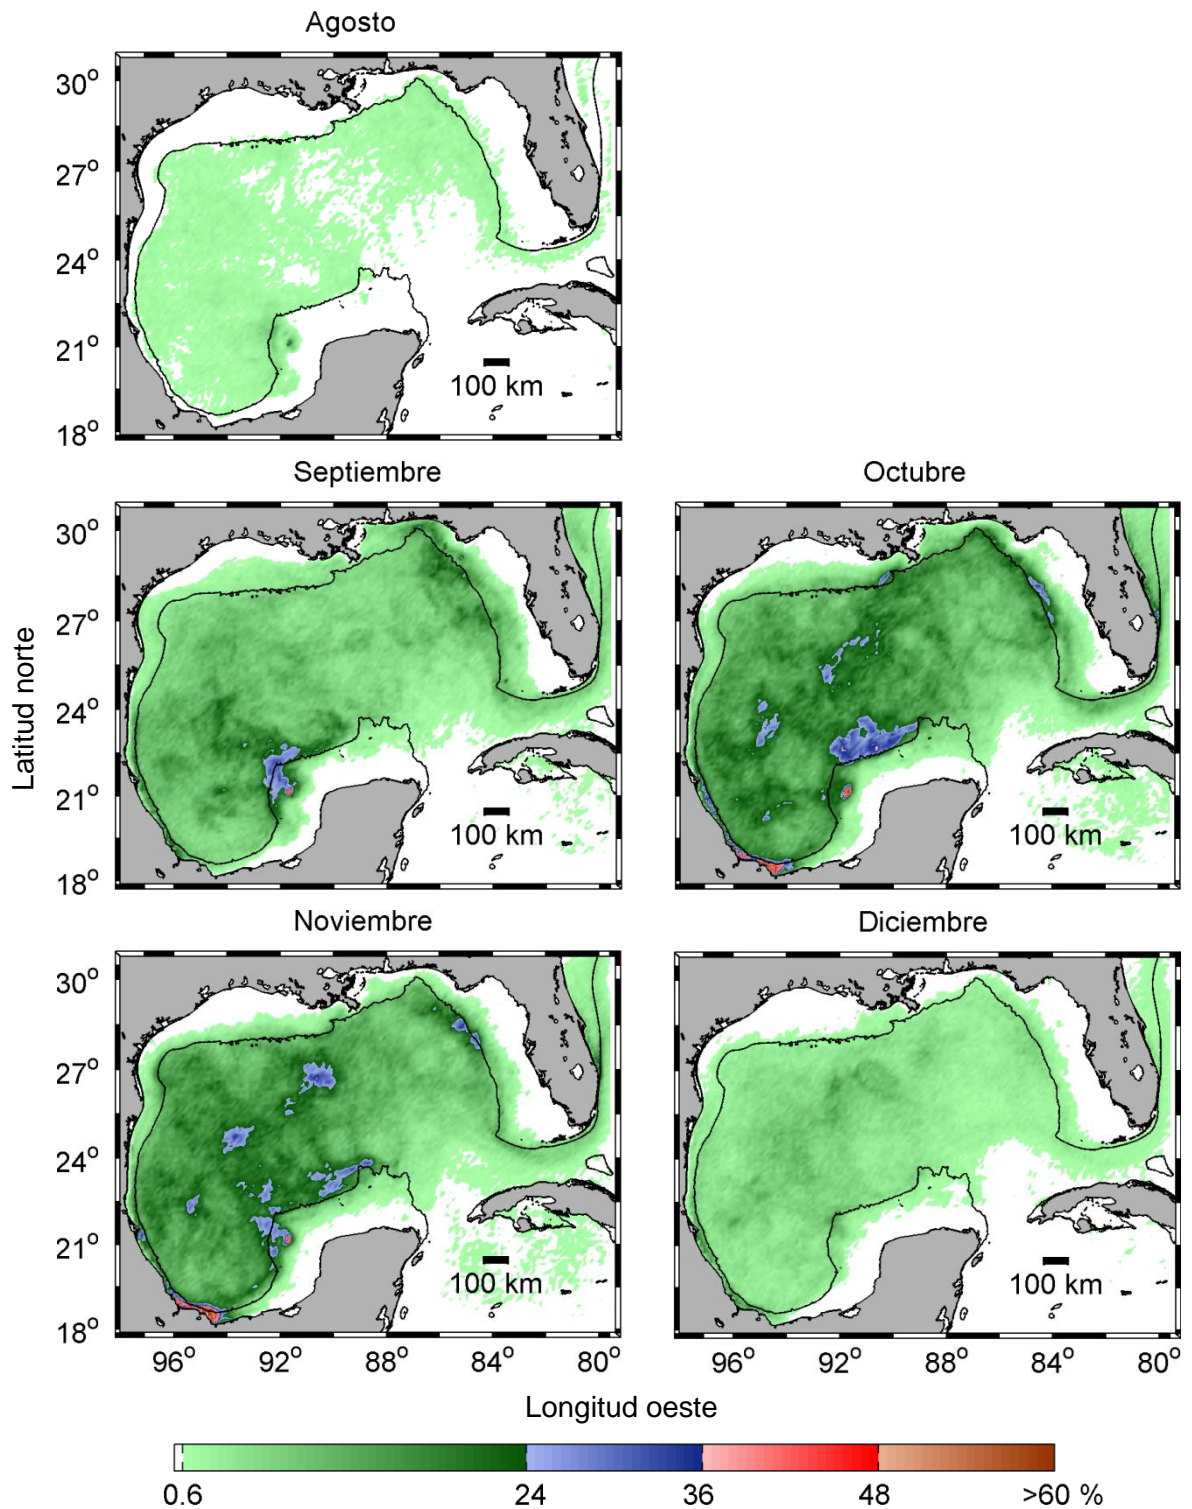 Agosto
30°
27°
24°
21°
18°
100 km
Septiembre
Octubre
30°
27°
24°
21°
18°
100 km
100 km
Latitud norte
Noviembre
Diciembre
30°
27°
24°
21°
18°
100 km
100 km
96° 92° 88° 84° 80°
96° 92° 88° 84° 80°
Longitud oeste
0.6 24 36 48 >60 %